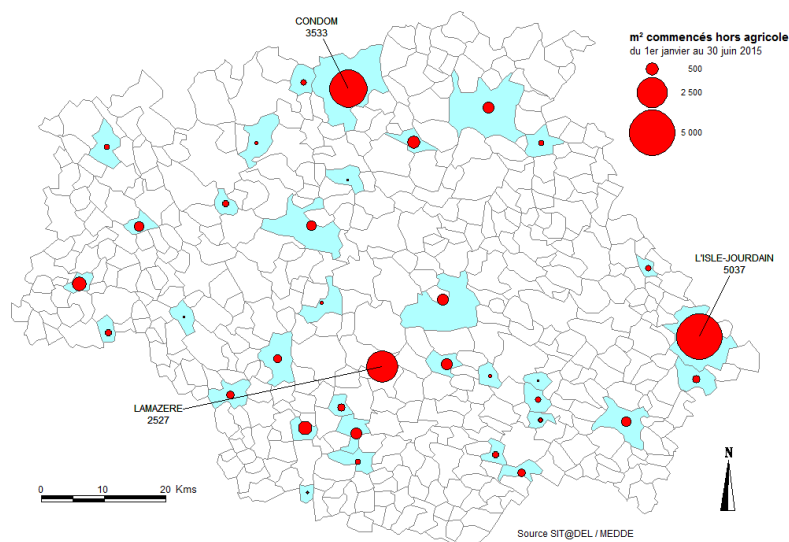 CONDOM
3533
m² commencés hors agricole
du 1er janvier au 30 juin 2015
500
2 500
5 000
L'ISLE-JOURDAIN
5037
LAMAZERE
2527
N
0 10 20 Kms
Source SIT@DEL / MEDDE